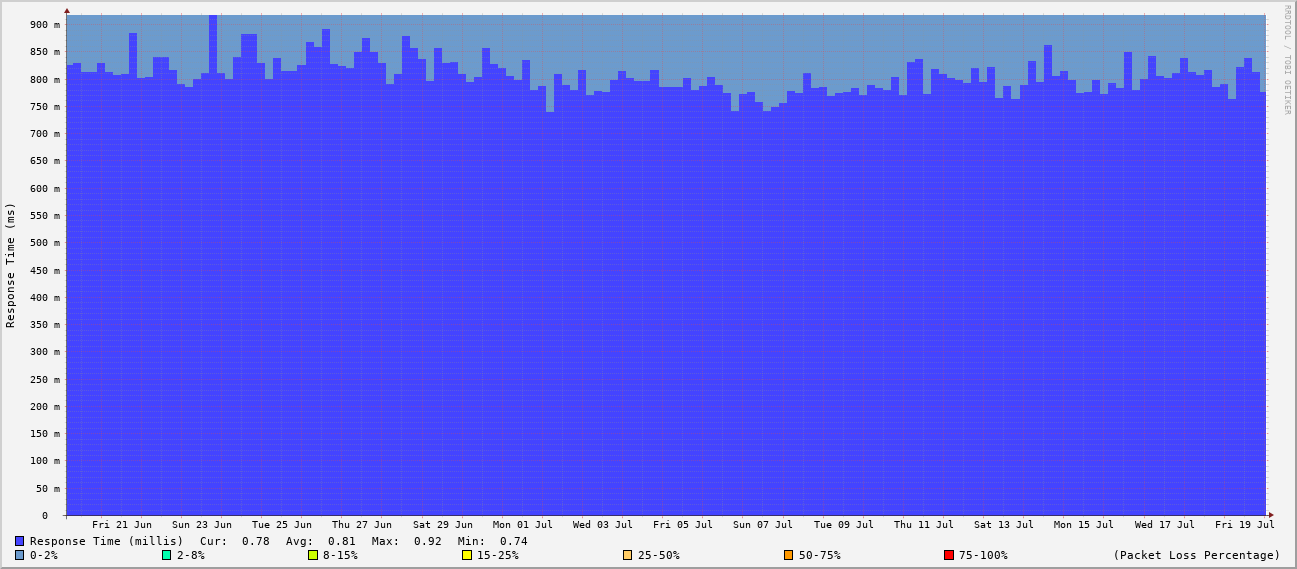 RRDTOOL / TOBI OETIKER
Response Time (ms)
900 m
850 m
800 m
750 m
700 m
650 m
600 m
550 m
500 m
450 m
400 m
350 m
300 m
250 m
200 m
150 m
100 m
50 m
0
Fri 21 Jun Sun 23 Jun Tue 25 Jun Thu 27 Jun Sat 29 Jun Mon 01 Jul Wed 03 Jul Fri 05 Jul Sun 07 Jul Tue 09 Jul Thu 11 Jul Sat 13 Jul Mon 15 Jul Wed 17 Jul Fri 19 Jul
Response Time (millis) Cur: 0.78 Avg: 0.81 Max: 0.92 Min: 0.74
0-2% 2-8% 8-15% 15-25% 25-50% 50-75% 75-100% (Packet Loss Percentage)